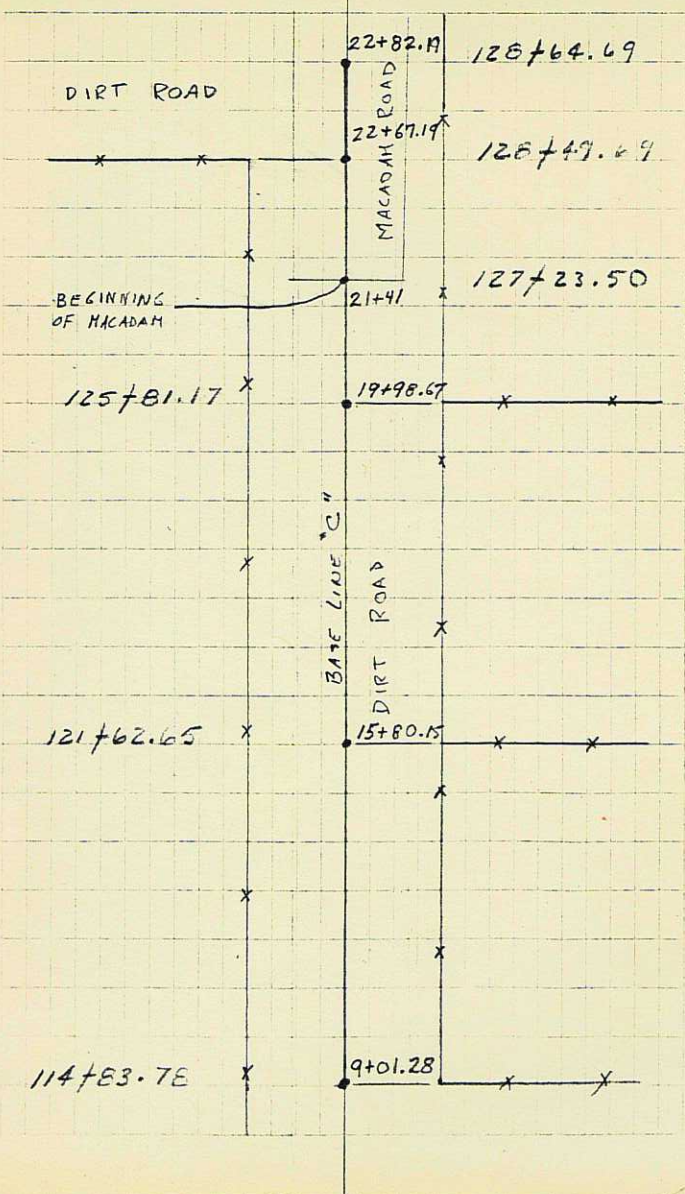 22+82.19
128+64.69
DIRT ROAD
MACADAM ROAD
22+67.19
128+49.69
127+23.50
BEGINNING
OF MACADAM
21+41
125+81.17
19+98.67
BASE LINE "C"
DIRT ROAD
121+62.65
15+80.15
114+83.78
9+01.28